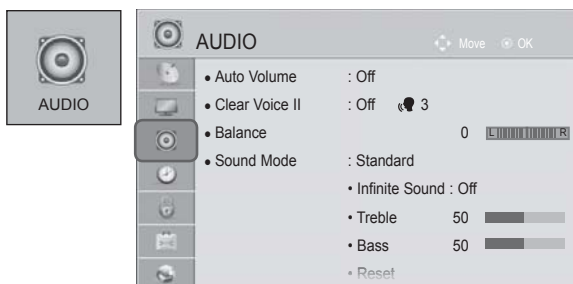 AUDIO
AUDIO
Move OK
• Auto Volume : Off
• Clear Voice II : Off 3
• Balance 0 L R
• Sound Mode : Standard
• Infinite Sound : Off
• Treble 50
• Bass 50
• Reset